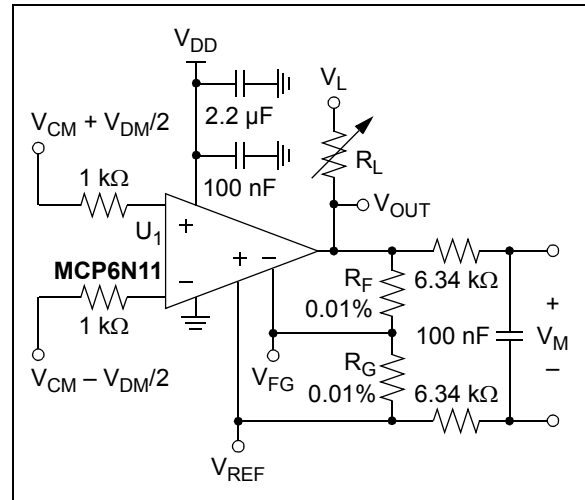 V_DD
2.2 µF
100 nF
V_CM + V_DM/2
1 kΩ
V_L
R_L
V_OUT
U_1
+
−
+
−
MCP6N11
1 kΩ
V_CM – V_DM/2
R_F
0.01%
6.34 kΩ
100 nF
+
V_M
–
V_FG
R_G
0.01%
6.34 kΩ
V_REF